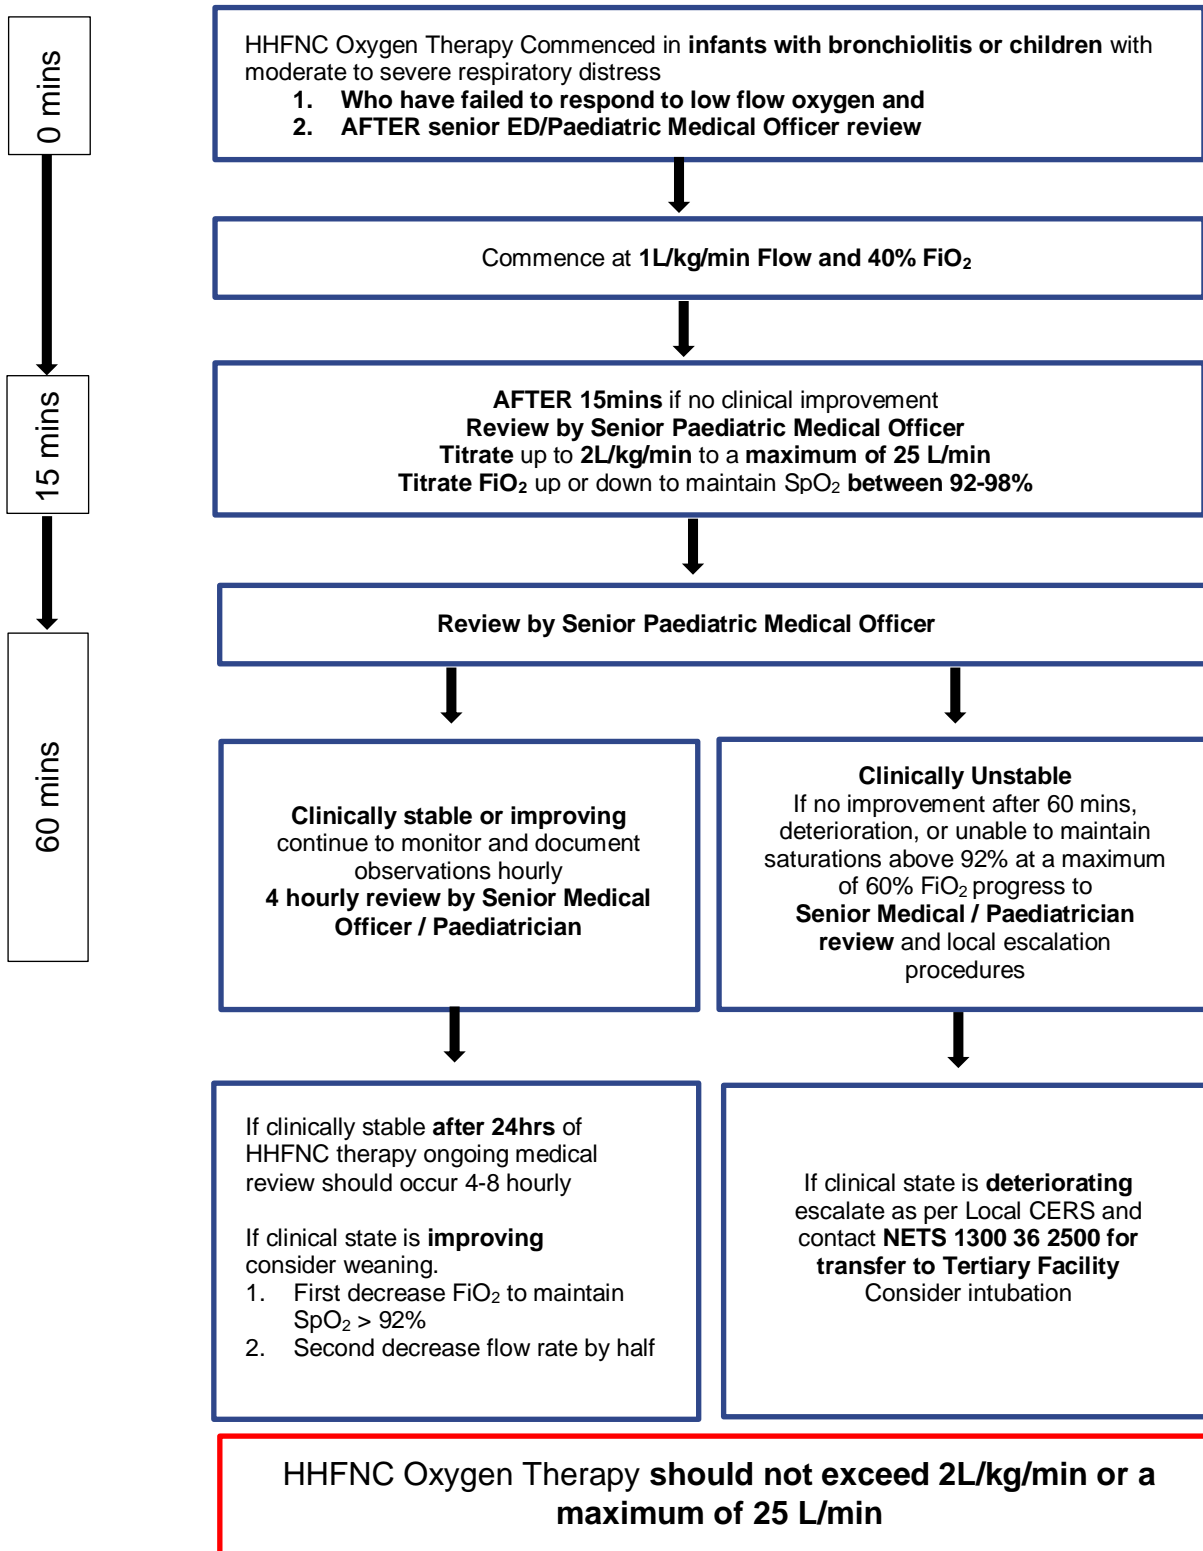 0 mins
HHFNC Oxygen Therapy Commenced in infants with bronchiolitis or children with
moderate to severe respiratory distress
1. Who have failed to respond to low flow oxygen and
2. AFTER senior ED/Paediatric Medical Officer review
Commence at 1L/kg/min Flow and 40% FiO₂
15 mins
AFTER 15mins if no clinical improvement
Review by Senior Paediatric Medical Officer
Titrate up to 2L/kg/min to a maximum of 25 L/min
Titrate FiO₂ up or down to maintain SpO₂ between 92-98%
Review by Senior Paediatric Medical Officer
60 mins
Clinically stable or improving
continue to monitor and document
observations hourly
4 hourly review by Senior Medical
Officer / Paediatrician
Clinically Unstable
If no improvement after 60 mins,
deterioration, or unable to maintain
saturations above 92% at a maximum
of 60% FiO₂ progress to
Senior Medical / Paediatrician
review and local escalation
procedures
If clinically stable after 24hrs of
HHFNC therapy ongoing medical
review should occur 4-8 hourly
If clinical state is improving
consider weaning.
1. First decrease FiO₂ to maintain
SpO₂ > 92%
2. Second decrease flow rate by half
If clinical state is deteriorating
escalate as per Local CERS and
contact NETS 1300 36 2500 for
transfer to Tertiary Facility
Consider intubation
HHFNC Oxygen Therapy should not exceed 2L/kg/min or a
maximum of 25 L/min